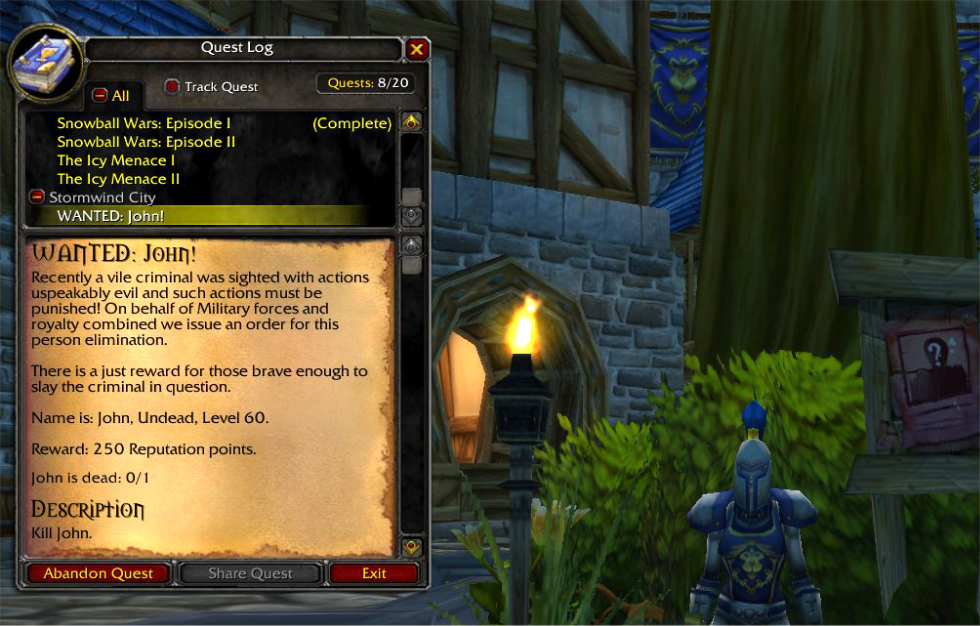 Quest Log
Track Quest
Quests: 8/20
All
Snowball Wars: Episode I (Complete)
Snowball Wars: Episode II
The Icy Menace I
The Icy Menace II
Stormwind City
WANTED: John!
WANTED: John!
Recently a vile criminal was sighted with actions
uspeakably evil and such actions must be
punished! On behalf of Military forces and
royalty combined we issue an order for this
person elimination.
There is a just reward for those brave enough to
slay the criminal in question.
Name is: John, Undead, Level 60.
Reward: 250 Reputation points.
John is dead: 0/1
Description
Kill John.
Abandon Quest
Share Quest
Exit
?